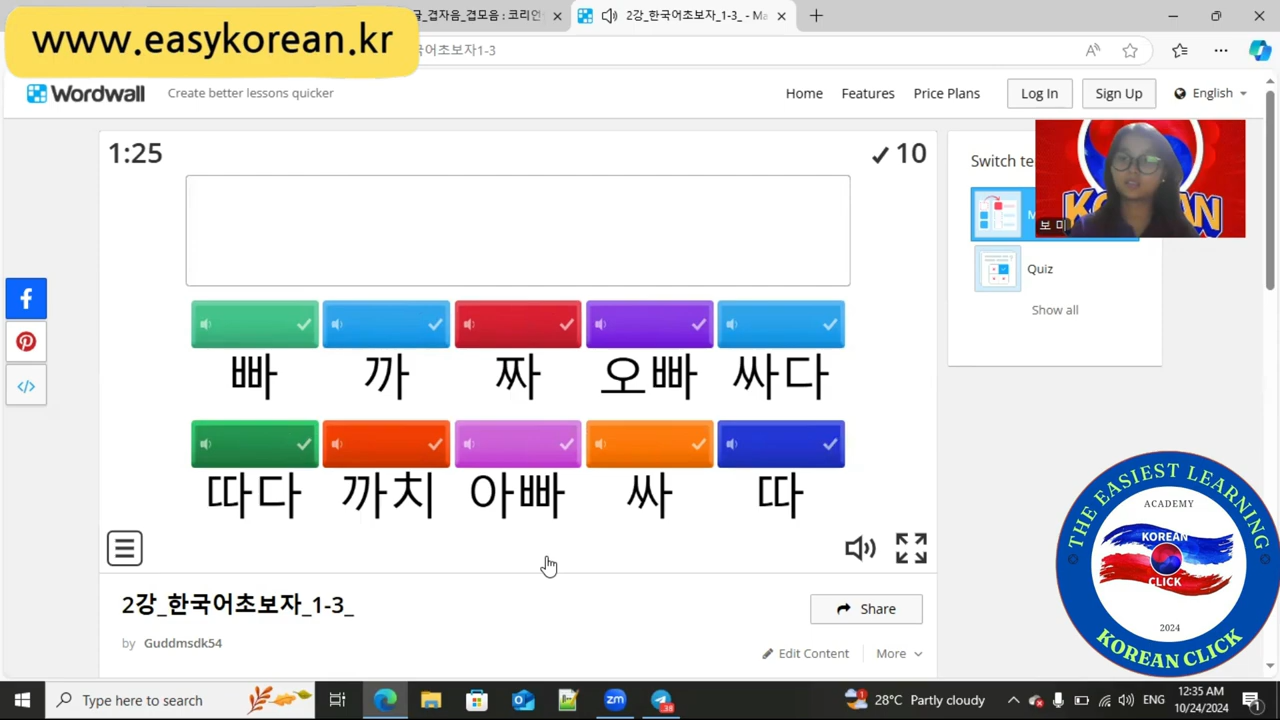 글_겹자음_겹모음 : 코리안
2강_한국어초보자_1-3_ - Ma
www.easykorean.kr
국어초보자1-3
Wordwall
Create better lessons quicker
Home
Features
Price Plans
Log In
Sign Up
English
1:25
10
Switch te
KOREAN
보 미
Quiz
Show all
빠
까
짜
오빠
싸다
따다
까치
아빠
싸
따
2강_한국어초보자_1-3_
by Guddmsdk54
Share
Edit Content
More
THE EASIEST LEARNING
ACADEMY
KOREAN
CLICK
2024
KOREAN CLICK
Type here to search
28°C Partly cloudy
ENG
12:35 AM
10/24/2024